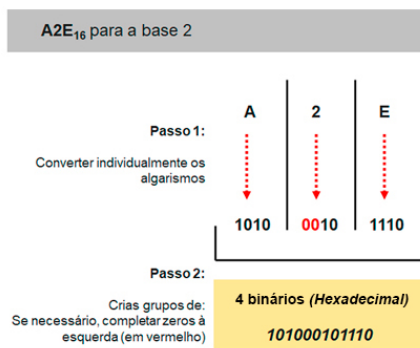 A2E16 para a base 2
A 2 E
Passo 1:
Converter individualmente os
algarismos
1010 0010 1110
Passo 2:
Crias grupos de:
Se necessário, completar zeros à
esquerda (em vermelho)
4 binários (Hexadecimal)
101000101110